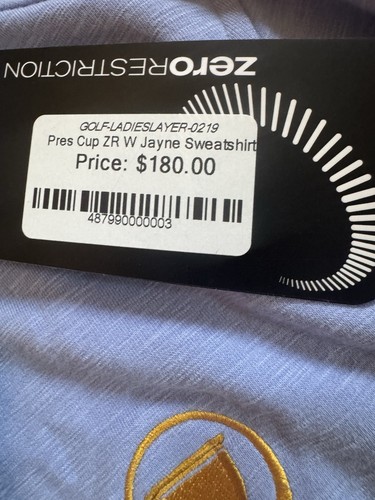 zeroRESTRICTION
GOLF-LADIESLAYER-0219
Pres Cup ZR W Jayne Sweatshirt
Price: $180.00
487990000003